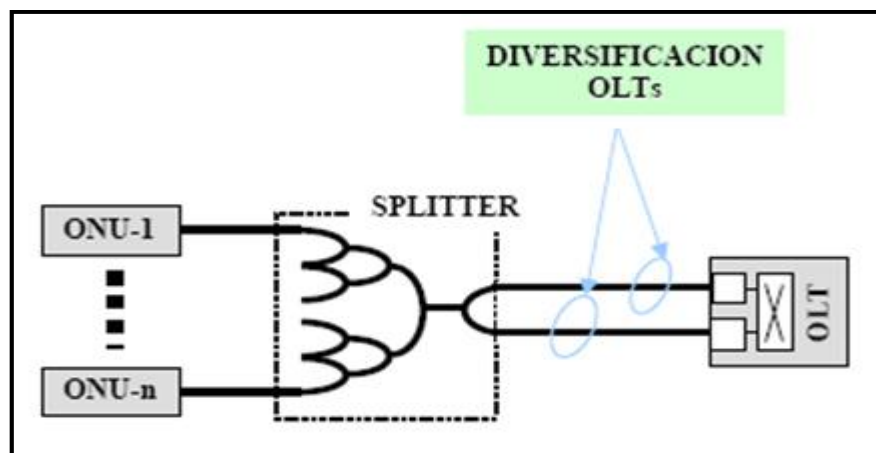 DIVERSIFICACION
OLTs
SPLITTER
ONU-1
OLT
ONU-n